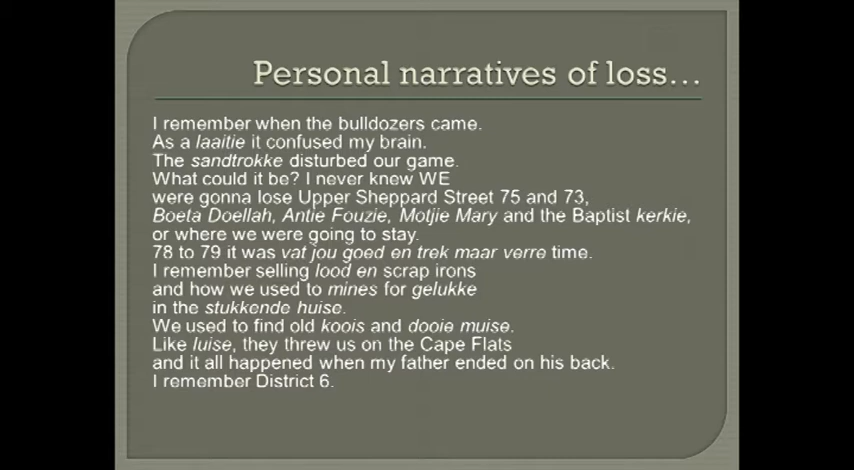 Personal narratives of loss...
I remember when the bulldozers came.
As a laaitie it confused my brain.
The sandtrokke disturbed our game.
What could it be? I never knew WE
were gonna lose Upper Sheppard Street 75 and 73,
Boeta Doellah, Antie Fouzie, Motjie Mary and the Baptist kerkie,
or where we were going to stay.
78 to 79 it was vat jou goed en trek maar verre time.
I remember selling lood en scrap irons
and how we used to mines for gelukke
in the stukkende huise.
We used to find old koois and dooie muise.
Like luise, they threw us on the Cape Flats
and it all happened when my father ended on his back.
I remember District 6.